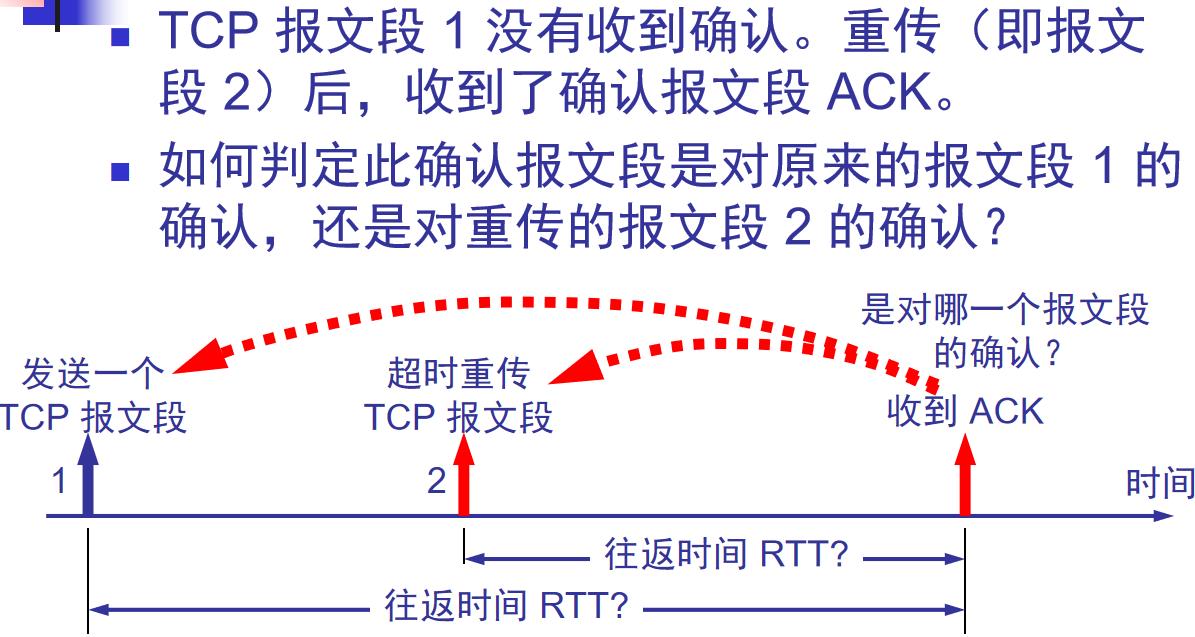 TCP 报文段 1 没有收到确认。重传（即报文
段 2）后，收到了确认报文段 ACK。
如何判定此确认报文段是对原来的报文段 1 的
确认，还是对重传的报文段 2 的确认？
是对哪一个报文段
的确认？
发送一个
TCP 报文段
超时重传
TCP 报文段
收到 ACK
1
2
时间
往返时间 RTT?
往返时间 RTT?